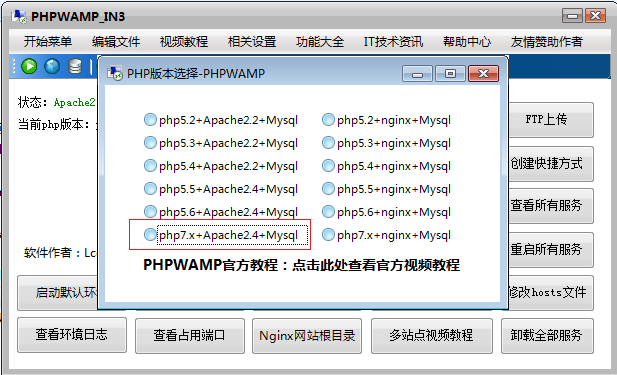 PHPWAMP_IN3
开始菜单 编辑文件 视频教程 相关设置 功能大全 IT技术资讯 帮助中心 友情赞助作者
PHP版本选择-PHPWAMP
状态：Apache2
当前php版本：
php5.2+Apache2.2+Mysql php5.2+nginx+Mysql
php5.3+Apache2.2+Mysql php5.3+nginx+Mysql
php5.4+Apache2.2+Mysql php5.4+nginx+Mysql
php5.5+Apache2.4+Mysql php5.5+nginx+Mysql
php5.6+Apache2.4+Mysql php5.6+nginx+Mysql
php7.x+Apache2.4+Mysql php7.x+nginx+Mysql
PHPWAMP官方教程：点击此处查看官方视频教程
FTP上传
创建快捷方式
查看所有服务
重启所有服务
软件作者：Lc
启动默认环 修改hosts文件
查看环境日志 查看占用端口 Nginx网站根目录 多站点视频教程 卸载全部服务